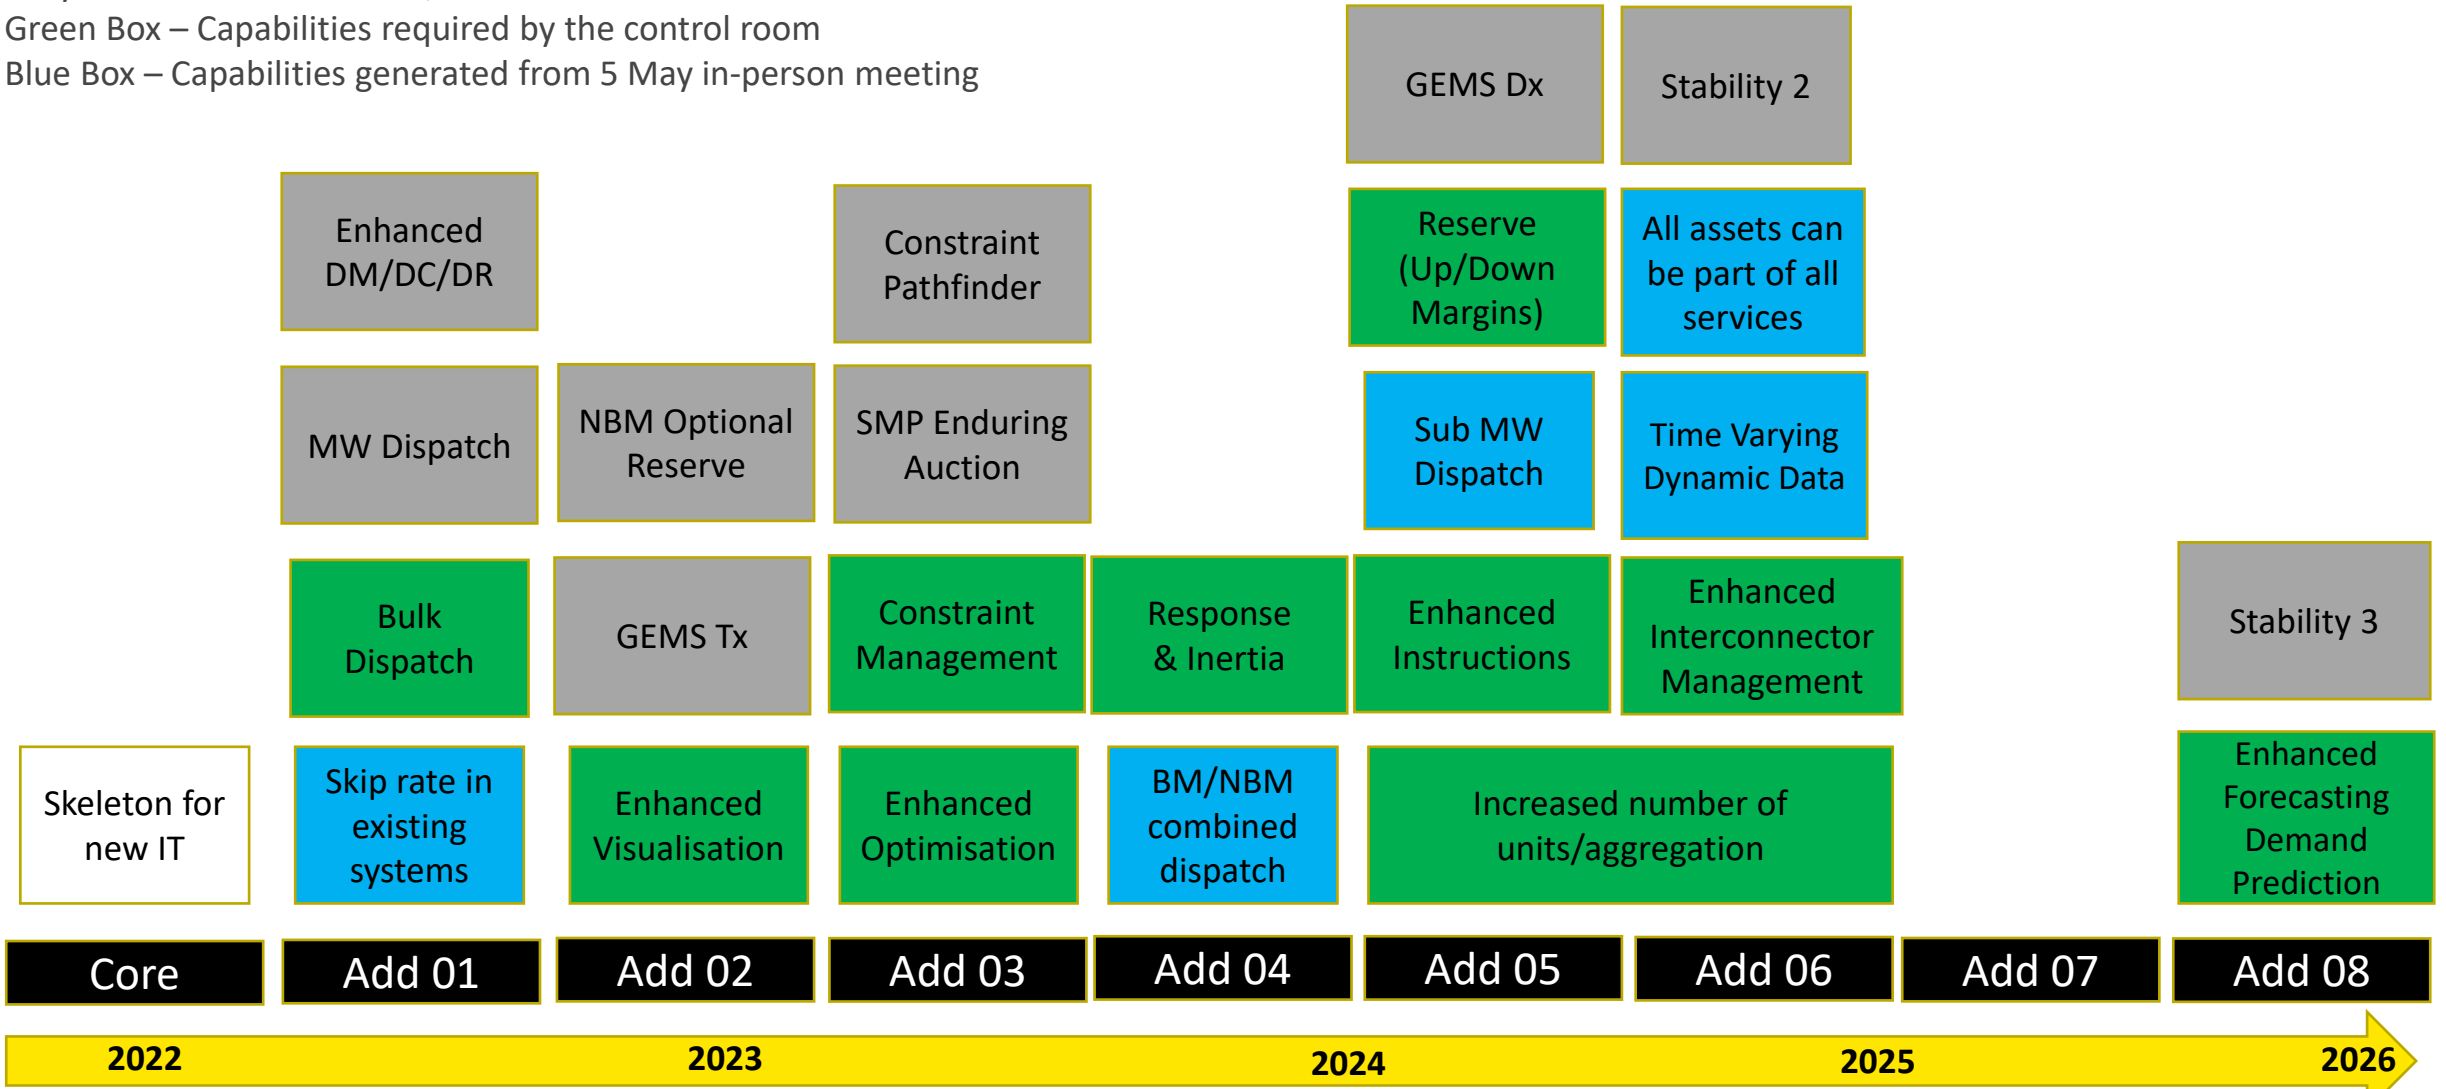 Green Box – Capabilities required by the control room
Blue Box – Capabilities generated from 5 May in-person meeting
GEMS Dx
Stability 2
Enhanced
DM/DC/DR
Constraint
Pathfinder
Reserve
(Up/Down
Margins)
All assets can
be part of all
services
MW Dispatch
NBM Optional
Reserve
SMP Enduring
Auction
Sub MW
Dispatch
Time Varying
Dynamic Data
Bulk
Dispatch
GEMS Tx
Constraint
Management
Response
& Inertia
Enhanced
Instructions
Enhanced
Interconnector
Management
Stability 3
Skeleton for
new IT
Skip rate in
existing
systems
Enhanced
Visualisation
Enhanced
Optimisation
BM/NBM
combined
dispatch
Increased number of
units/aggregation
Enhanced
Forecasting
Demand
Prediction
Core
Add 01
Add 02
Add 03
Add 04
Add 05
Add 06
Add 07
Add 08
2022
2023
2024
2025
2026